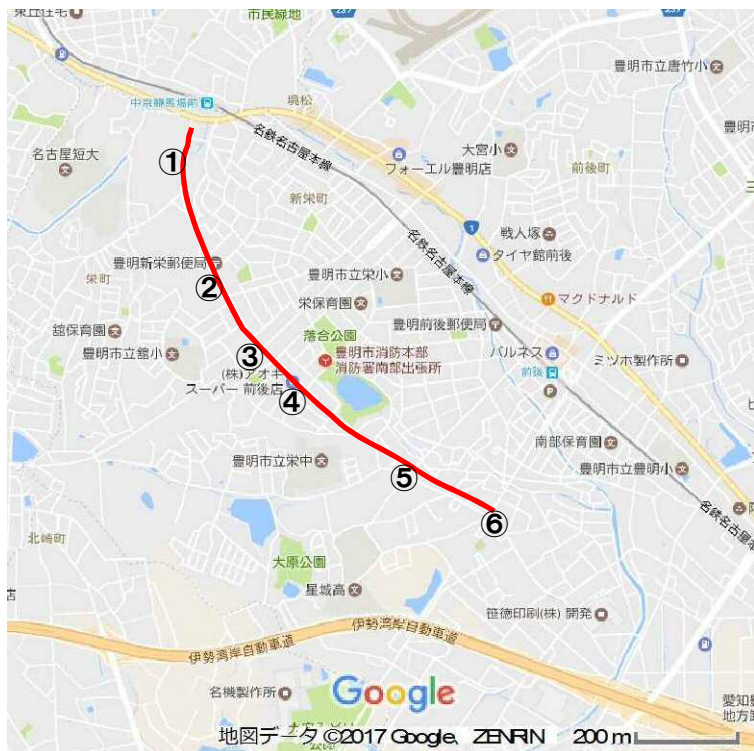 市民緑地
豊明市立唐竹小
中京競馬場前
境松
名鉄名古屋本線
大宮小
名古屋短大
フォーエル豊明店
前後町
①
新栄町
1
戦人塚
タイヤ館前後
名鉄名古屋本線
豊明新栄郵便局
栄町
②
豊明市立栄小
マクドナルド
栄保育園
豊明前後郵便局
舘保育園
落合公園
豊明市立舘小
③
豊明市消防本部
消防署南部出張所
パルネス
ミツホ製作所
(株)アオキ
スーパー 前後店
前後
④
P
南部保育園
豊明市立栄中
⑤
豊明市立豊明小
⑥
北崎町
大原公園
星城高
笹徳印刷(株) 開発
伊勢湾岸自動車道
伊勢湾岸自動車道
名機製作所
Google
地図データ ©2017 Google、ZENRIN
200 m